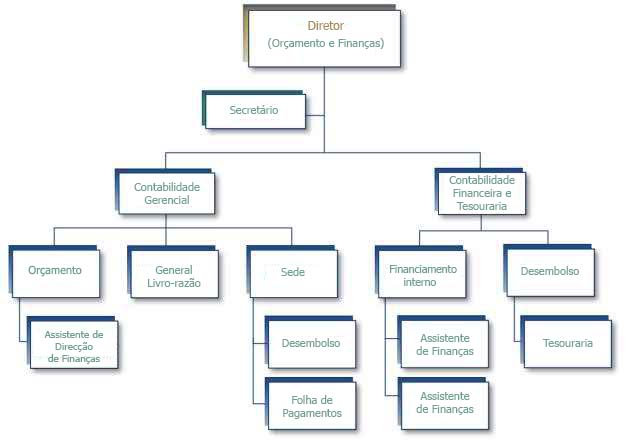 Diretor
(Orçamento e Finanças)
Secretário
Contabilidade
Gerencial
Contabilidade
Financeira e
Tesouraria
Orçamento
General
Livro-razão
Sede
Financiamento
interno
Desembolso
Assistente de
Direcção
de Finanças
Desembolso
Assistente
de Finanças
Tesouraria
Folha de
Pagamentos
Assistente
de Finanças